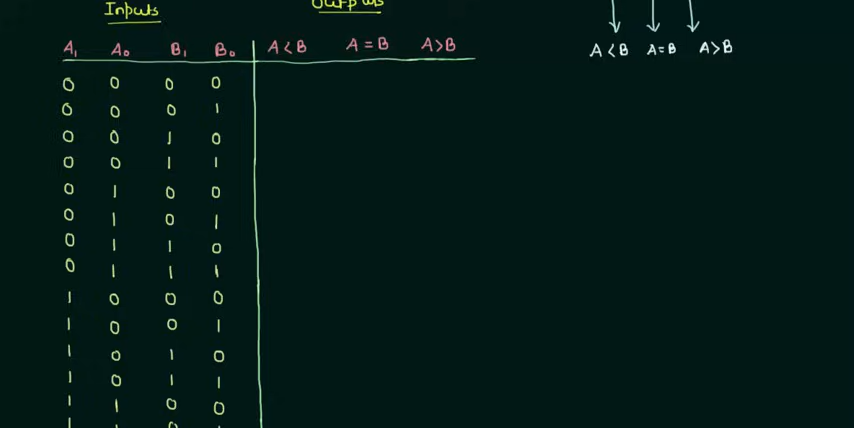 Inputs Outputs
A₁ A₀ B₁ B₀ A<B A=B A>B
A<B A=B A>B
0 0 0 0
0 0 0 1
0 0 1 0
0 0 1 1
0 1 0 0
0 1 0 1
0 1 1 0
0 1 1 1
1 0 0 0
1 0 0 1
1 0 1 0
1 0 1 1
1 1 0 0